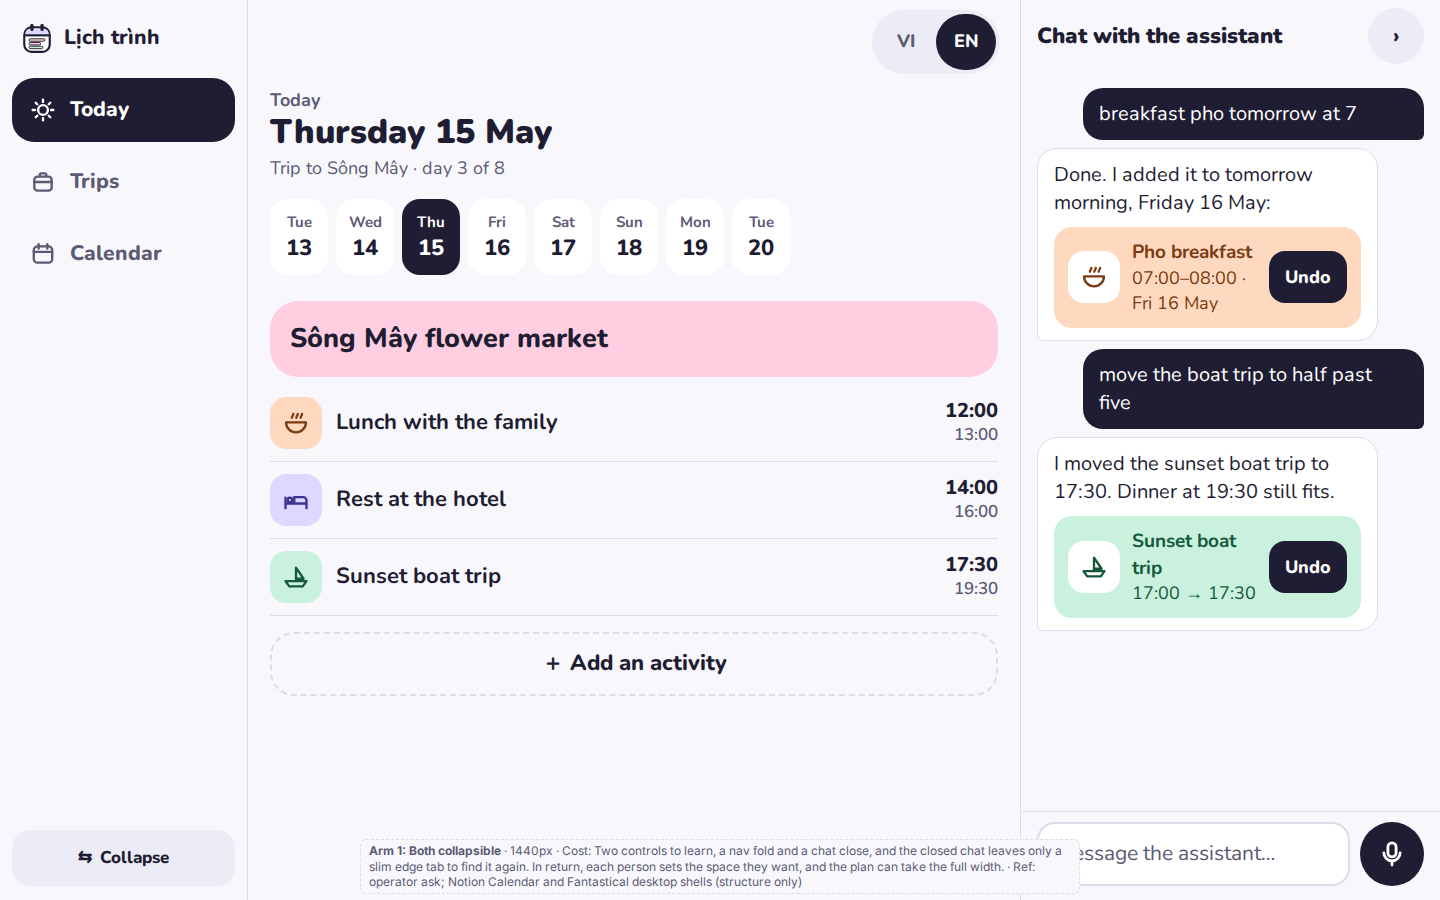 Lịch trình
Today
Trips
Calendar
⇆ Collapse
VI EN
Today
Thursday 15 May
Trip to Sông Mây · day 3 of 8
Tue Wed Thu Fri Sat Sun Mon Tue
13 14 15 16 17 18 19 20
Sông Mây flower market
Lunch with the family 12:00
13:00
Rest at the hotel 14:00
16:00
Sunset boat trip 17:30
19:30
+ Add an activity
Arm 1: Both collapsible · 1440px · Cost: Two controls to learn, a nav fold and a chat close, and the closed chat leaves only a
slim edge tab to find it again. In return, each person sets the space they want, and the plan can take the full width. · Ref:
operator ask; Notion Calendar and Fantastical desktop shells (structure only)
Chat with the assistant ›
breakfast pho tomorrow at 7
Done. I added it to tomorrow
morning, Friday 16 May:
Pho breakfast
07:00–08:00 ·
Fri 16 May
Undo
move the boat trip to half past
five
I moved the sunset boat trip to
17:30. Dinner at 19:30 still fits.
Sunset boat
trip
17:00 → 17:30
Undo
essage the assistant...